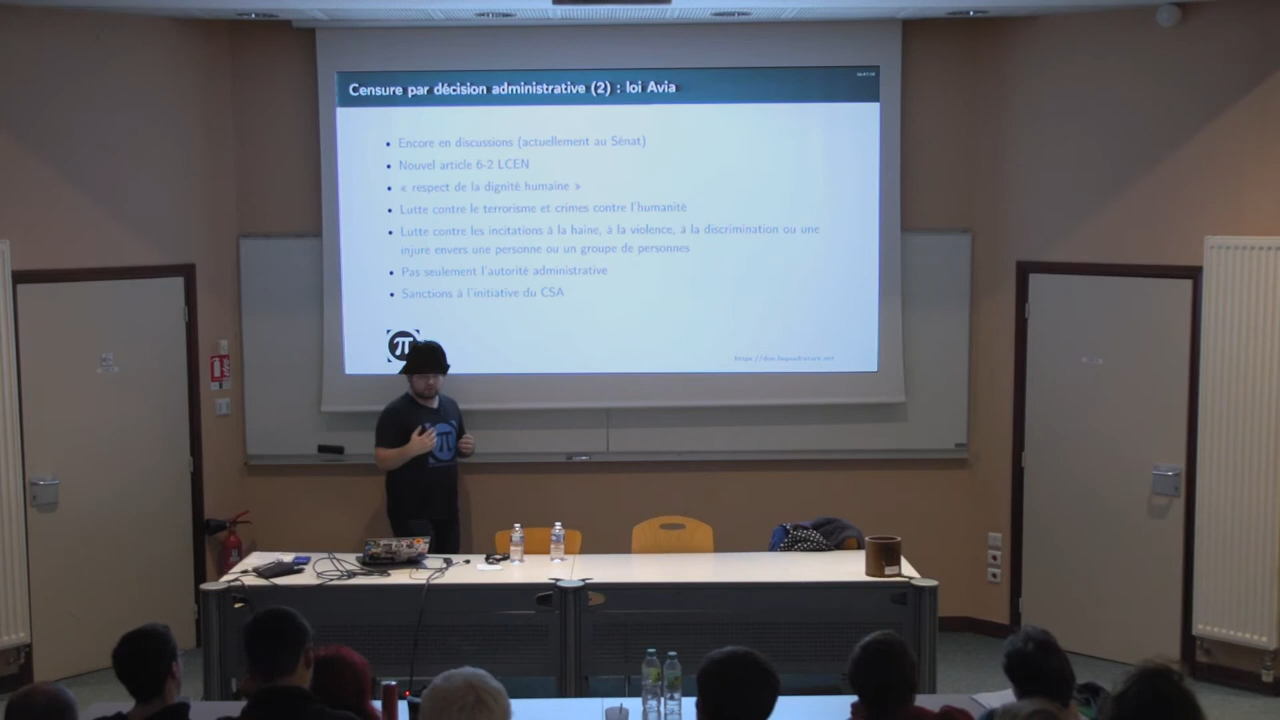 Censure par décision administrative (2) : loi Avia
• Encore en discussions (actuellement au Sénat)
• Nouvel article 6-2 LCEN
• « respect de la dignité humaine »
• Lutte contre le terrorisme et crimes contre l'humanité
• Lutte contre les incitations à la haine, à la violence, à la discrimination ou une
injure envers une personne ou un groupe de personnes
• Pas seulement l'autorité administrative
• Sanctions à l'initiative du CSA
π
π